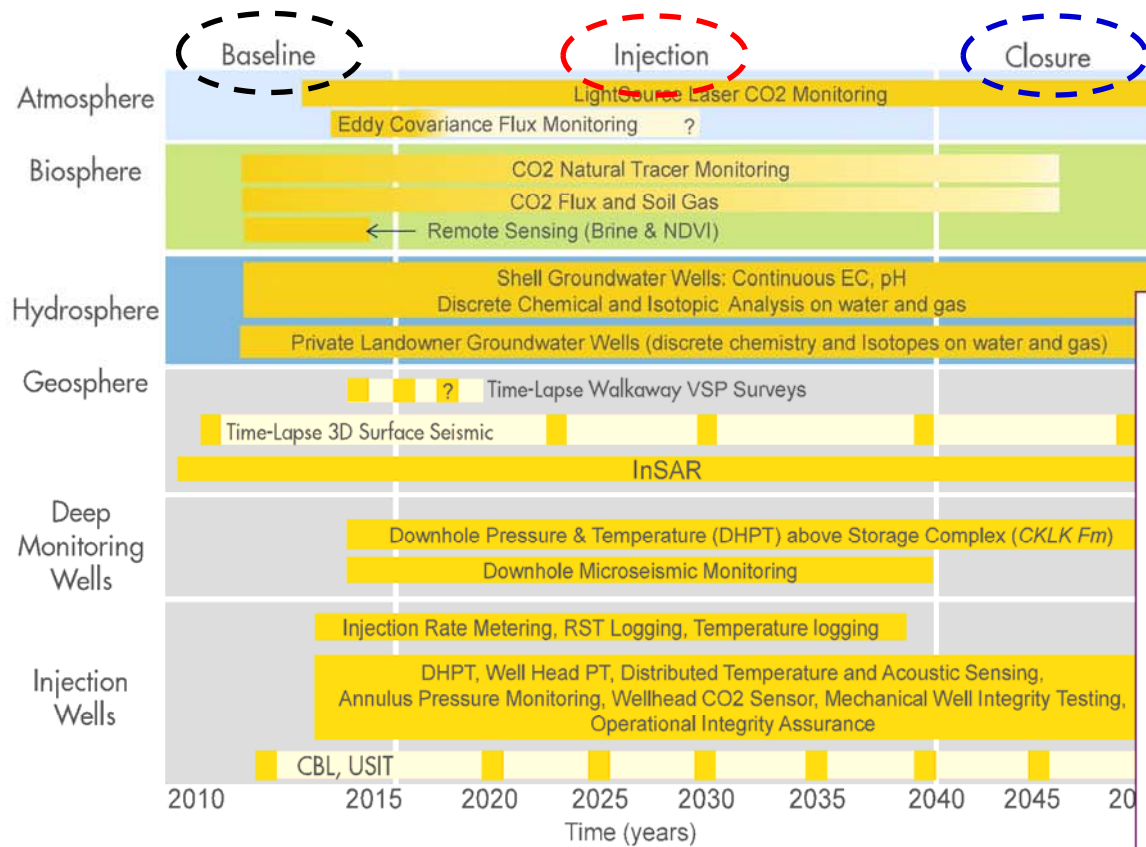 Baseline
Injection
Closure
Atmosphere
LightSource Laser CO2 Monitoring
Eddy Covariance Flux Monitoring
?
Biosphere
CO2 Natural Tracer Monitoring
CO2 Flux and Soil Gas
Remote Sensing (Brine & NDVI)
Hydrosphere
Shell Groundwater Wells: Continuous EC, pH
Discrete Chemical and Isotopic Analysis on water and gas
Private Landowner Groundwater Wells (discrete chemistry and Isotopes on water and gas)
Geosphere
?
Time-Lapse Walkaway VSP Surveys
Time-Lapse 3D Surface Seismic
InSAR
Deep
Monitoring
Wells
Downhole Pressure & Temperature (DHPT) above Storage Complex (CKLK Fm)
Downhole Microseismic Monitoring
Injection
Wells
Injection Rate Metering, RST Logging, Temperature logging
DHPT, Well Head PT, Distributed Temperature and Acoustic Sensing,
Annulus Pressure Monitoring, Wellhead CO2 Sensor, Mechanical Well Integrity Testing,
Operational Integrity Assurance
CBL, USIT
2010 2015 2020 2025 2030 2035 2040 2045 20
Time (years)